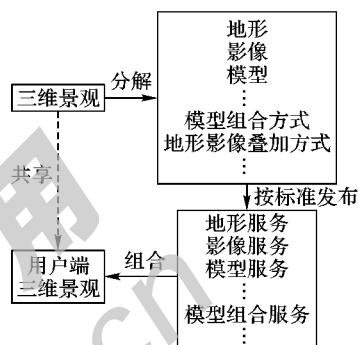 地形
影像
模型
⋮
模型组合方式
地形影像叠加方式
⋮
三维景观
分解
共享
按标准发布
地形服务
影像服务
模型服务
⋮
模型组合服务
⋮
组合
用户端
三维景观